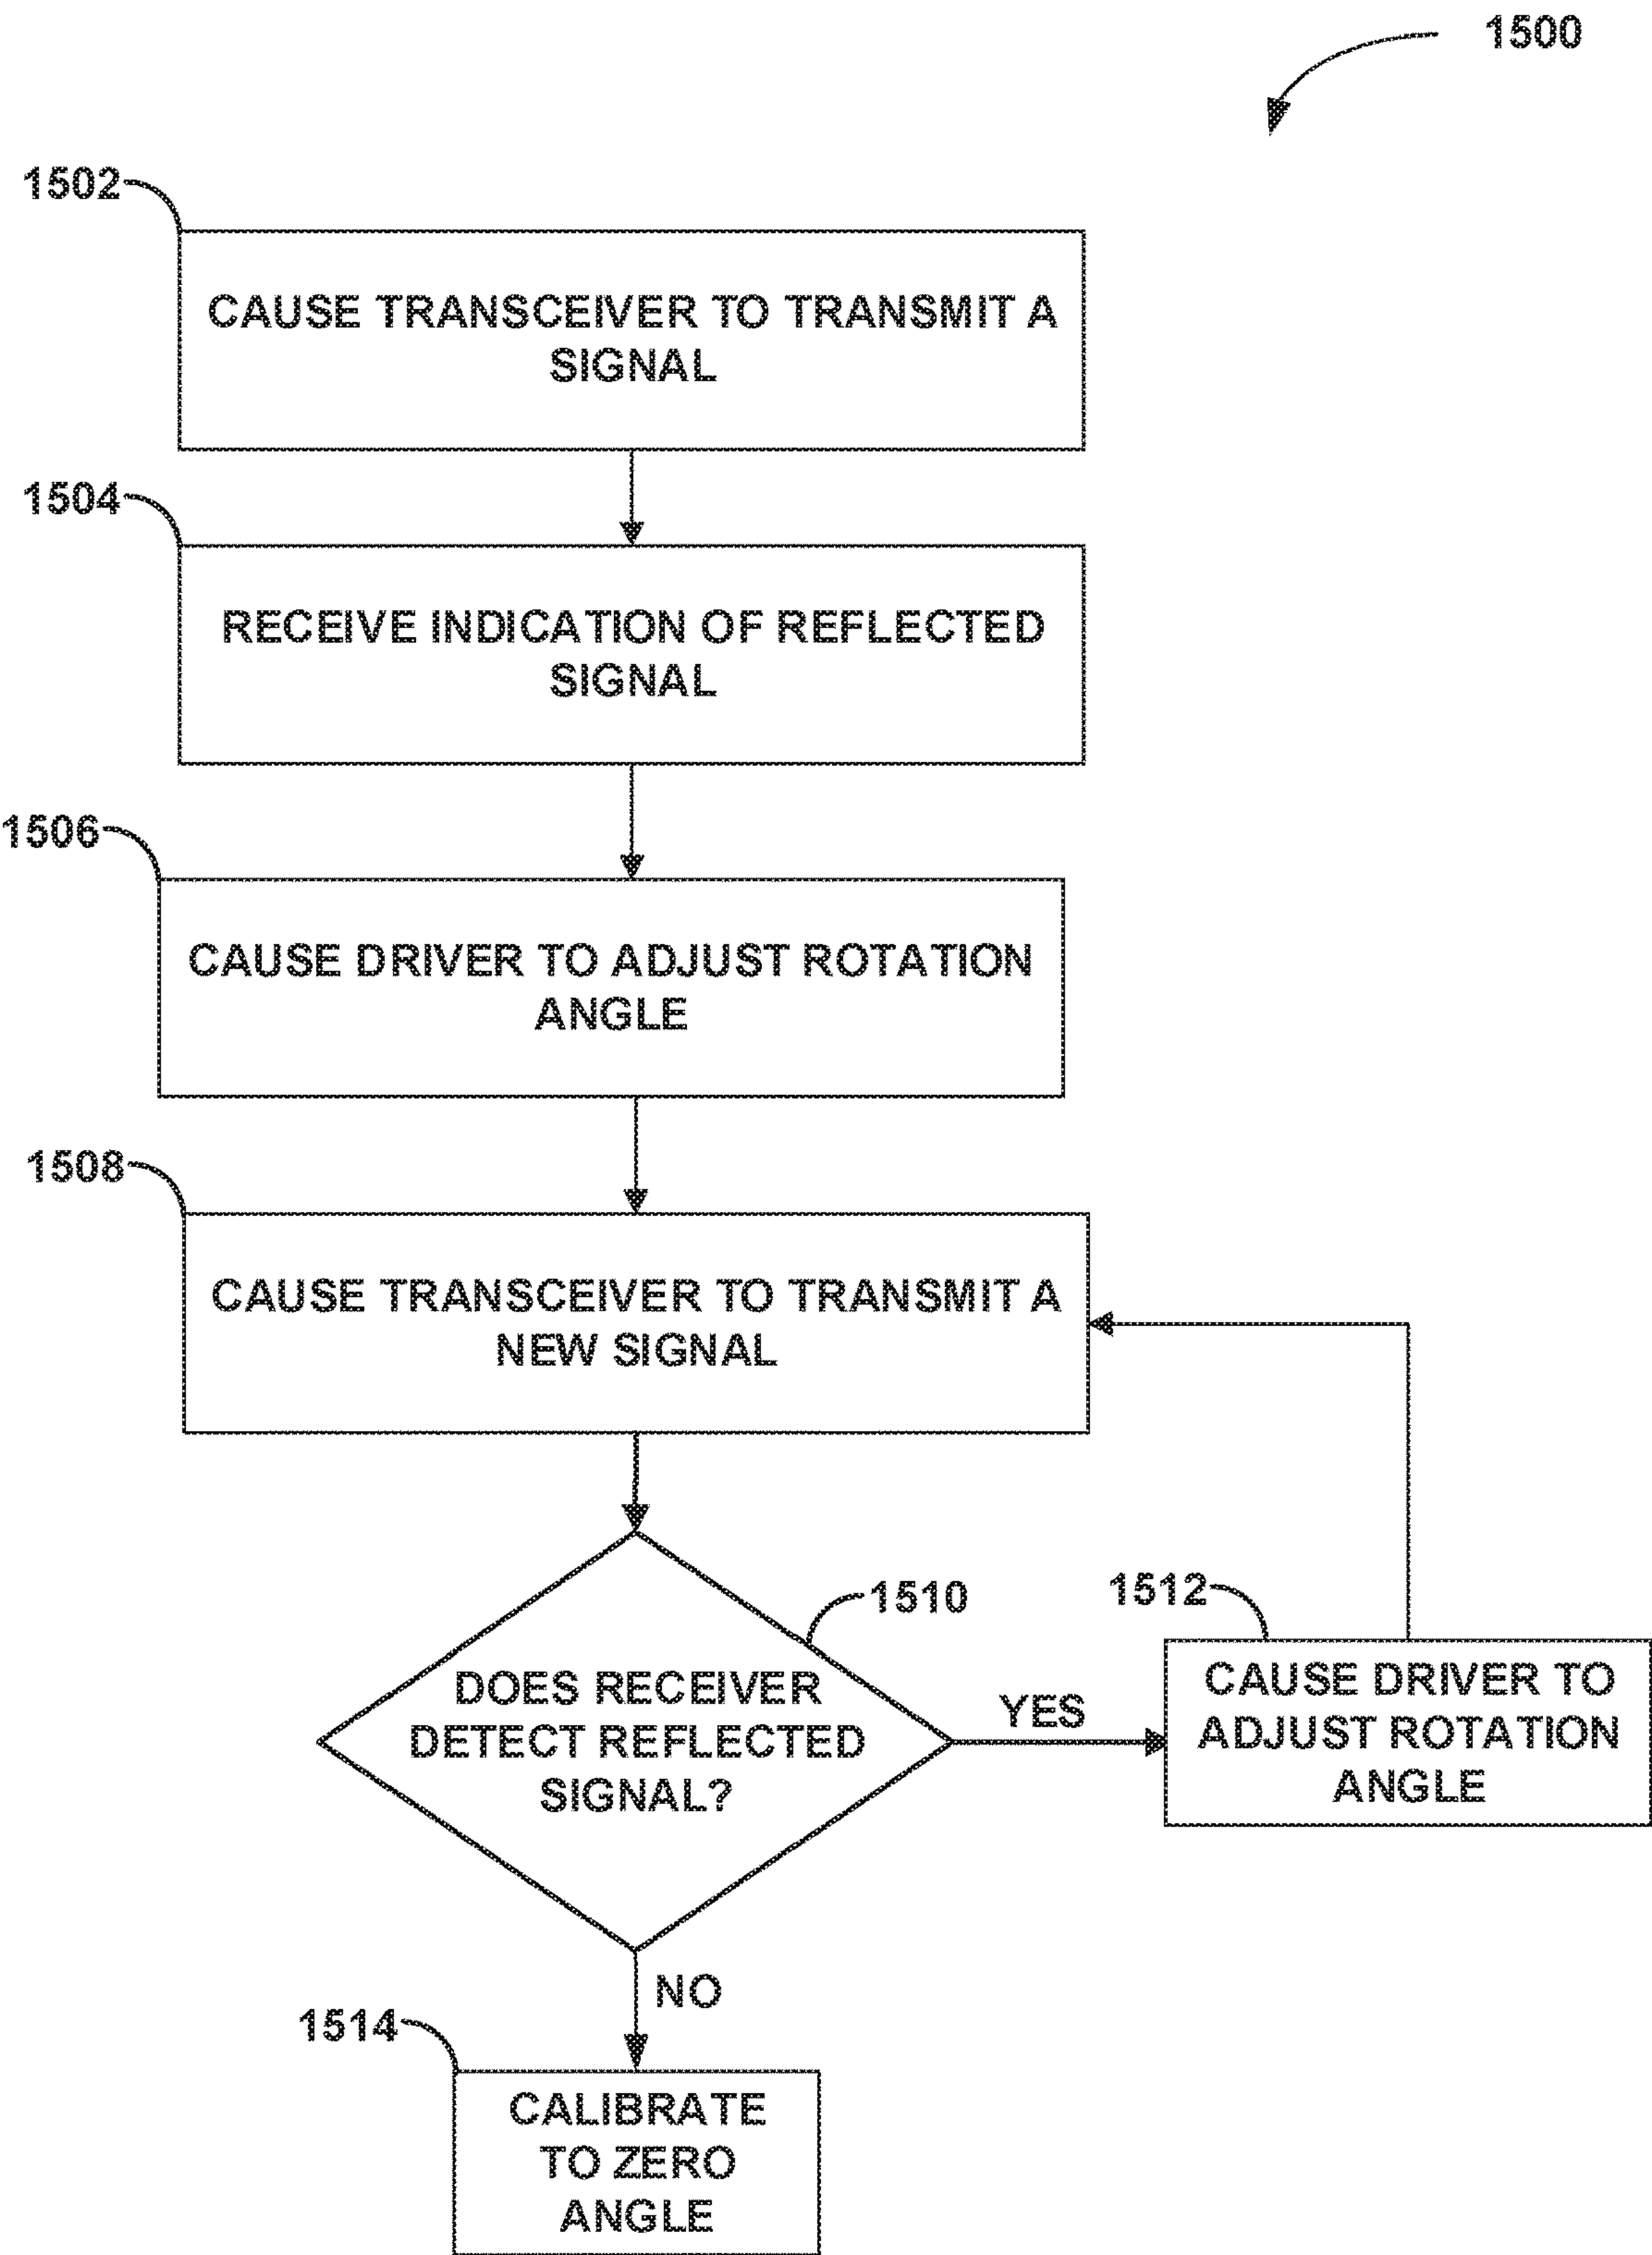 1500
1502
CAUSE TRANSCEIVER TO TRANSMIT A
SIGNAL
1504
RECEIVE INDICATION OF REFLECTED
SIGNAL
1506
CAUSE DRIVER TO ADJUST ROTATION
ANGLE
1508
CAUSE TRANSCEIVER TO TRANSMIT A
NEW SIGNAL
1510
DOES RECEIVER
DETECT REFLECTED
SIGNAL?
YES
1512
CAUSE DRIVER TO
ADJUST ROTATION
ANGLE
NO
1514
CALIBRATE
TO ZERO
ANGLE